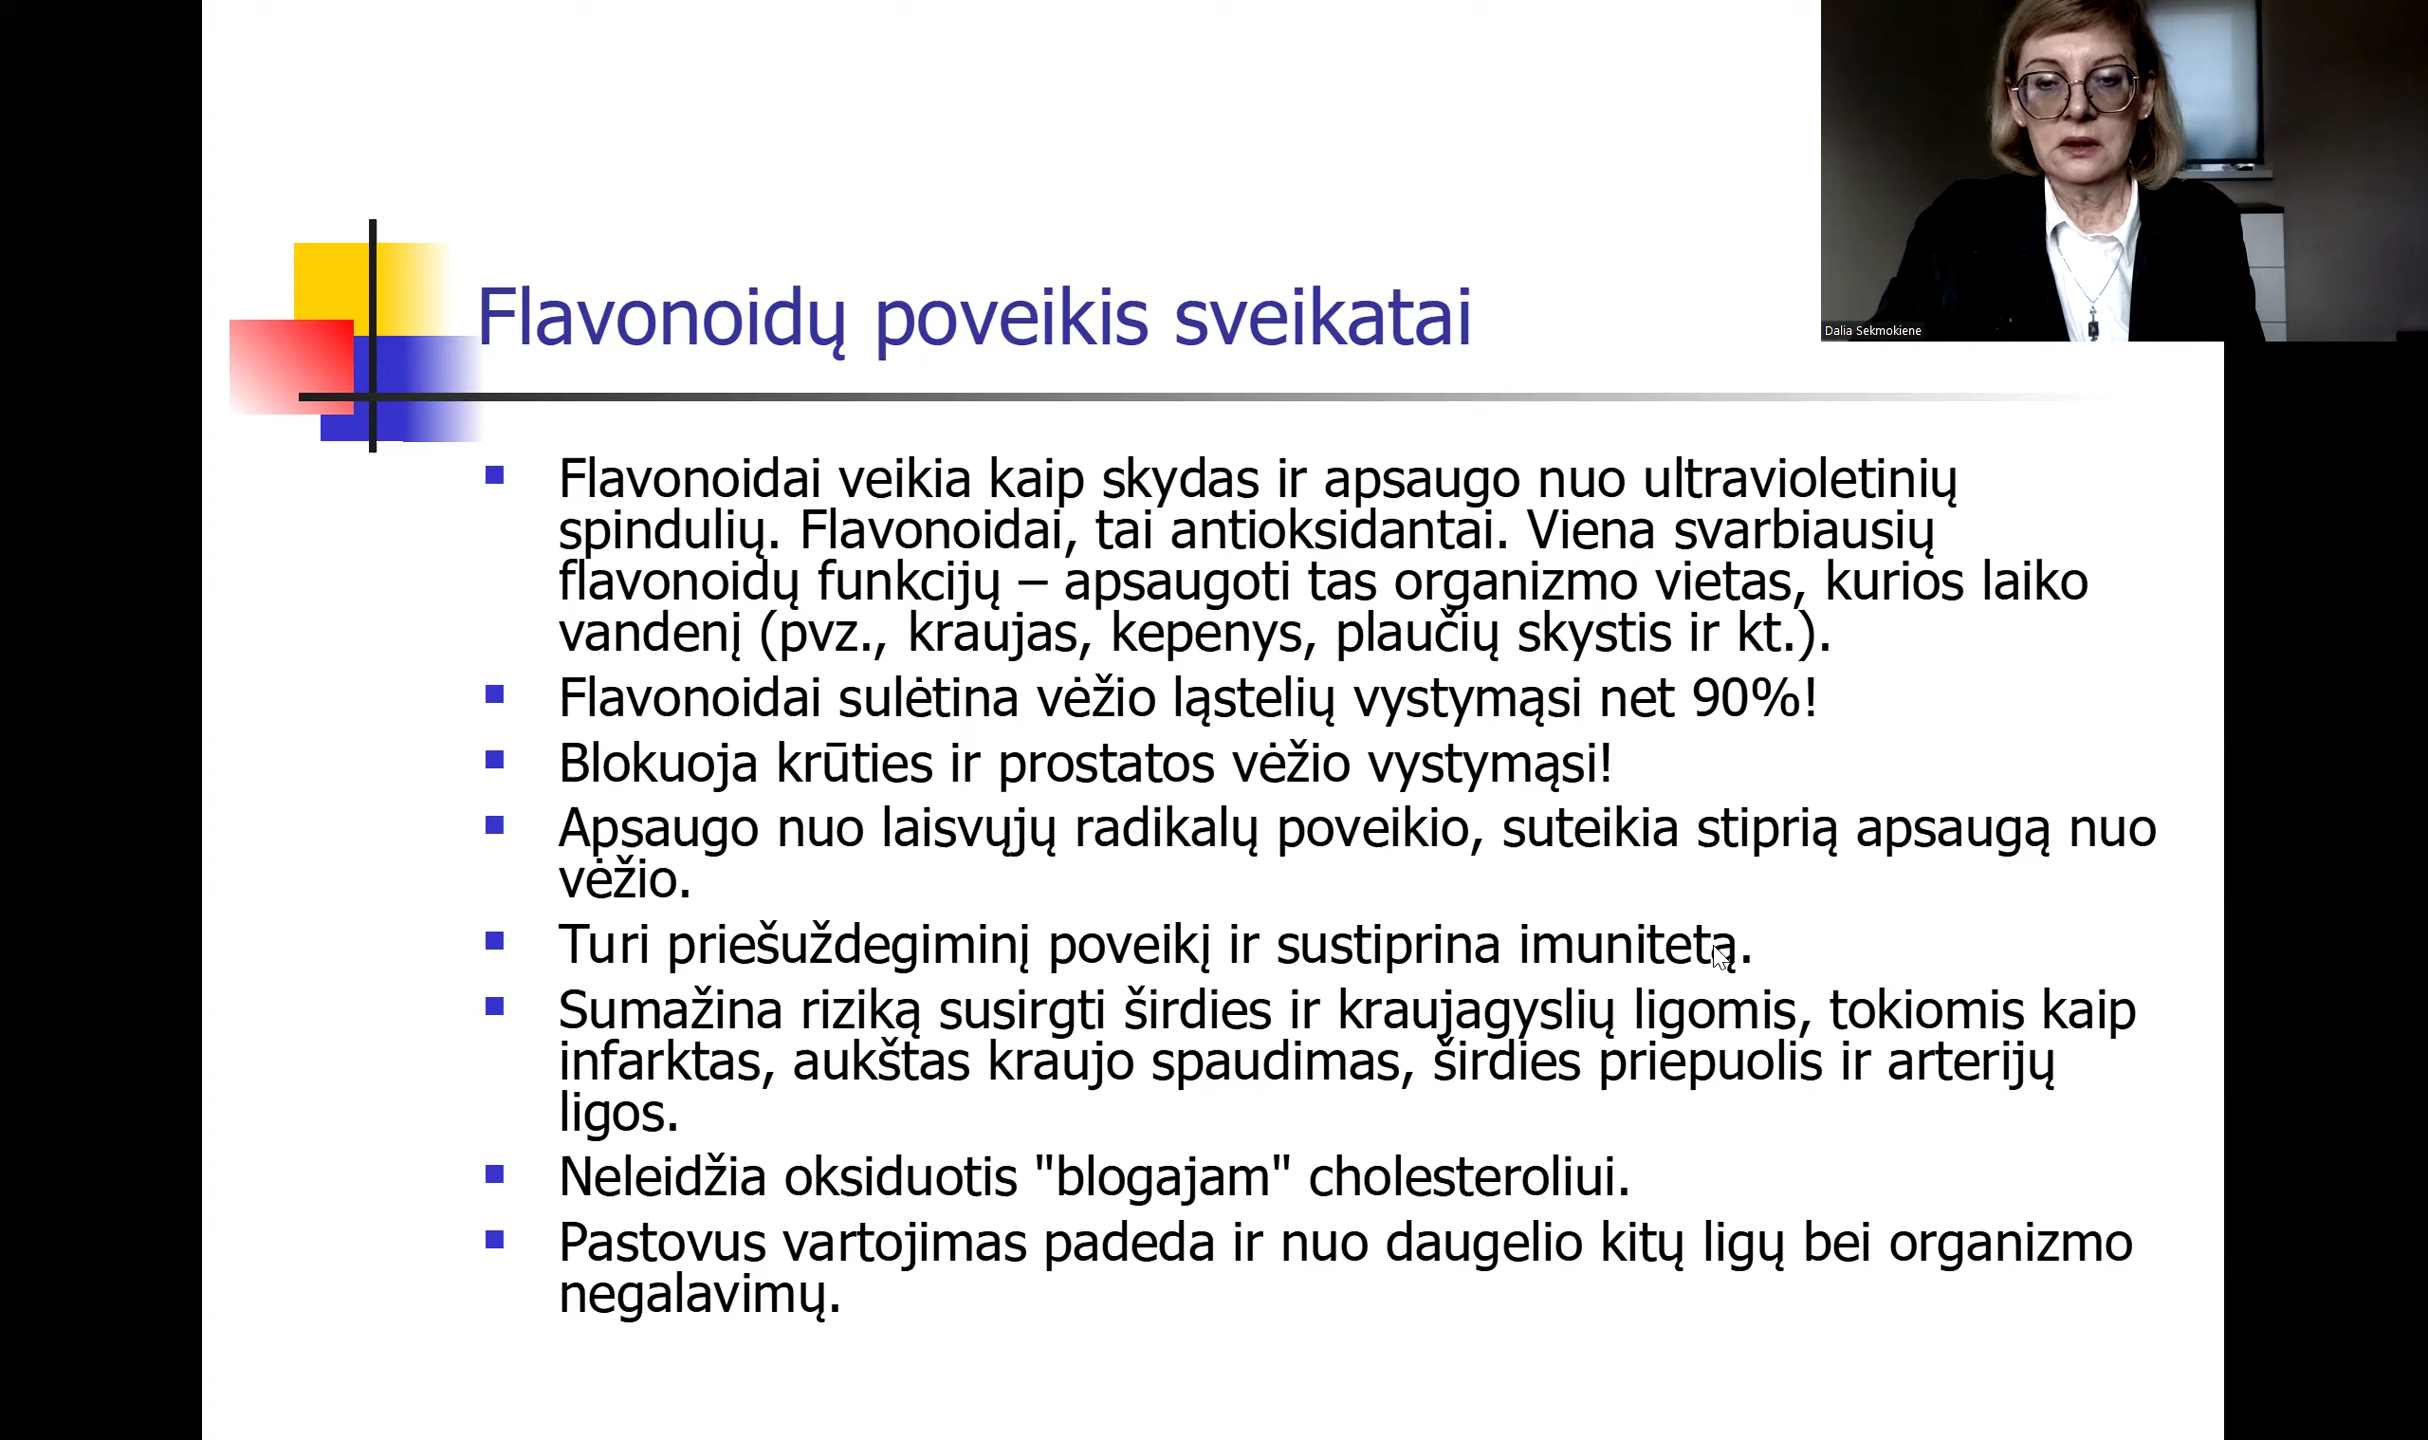 Dalia Sekmokiene
Flavonoidų poveikis sveikatai
Flavonoidai veikia kaip skydas ir apsaugo nuo ultravioletinių
spindulių. Flavonoidai, tai antioksidantai. Viena svarbiausių
flavonoidų funkcijų – apsaugoti tas organizmo vietas, kurios laiko
vandenį (pvz., kraujas, kepenys, plaučių skystis ir kt.).
Flavonoidai sulėtina vėžio ląstelių vystymąsi net 90%!
Blokuoja krūties ir prostatos vėžio vystymąsi!
Apsaugo nuo laisvųjų radikalų poveikio, suteikia stiprią apsaugą nuo
vėžio.
Turi priešuždegiminį poveikį ir sustiprina imunitetą.
Sumažina riziką susirgti širdies ir kraujagyslių ligomis, tokiomis kaip
infarktas, aukštas kraujo spaudimas, širdies priepuolis ir arterijų
ligos.
Neleidžia oksiduotis "blogajam" cholesteroliui.
Pastovus vartojimas padeda ir nuo daugelio kitų ligų bei organizmo
negalavimų.